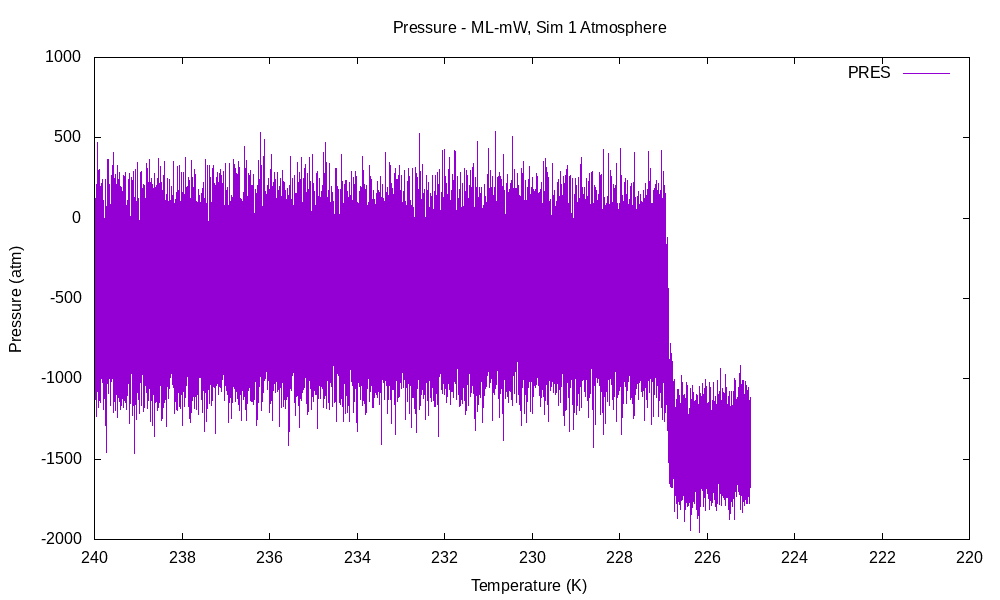 Pressure - ML-mW, Sim 1 Atmosphere
PRES
1000
500
0
-500
-1000
-1500
-2000
Pressure (atm)
240 238 236 234 232 230 228 226 224 222 220
Temperature (K)